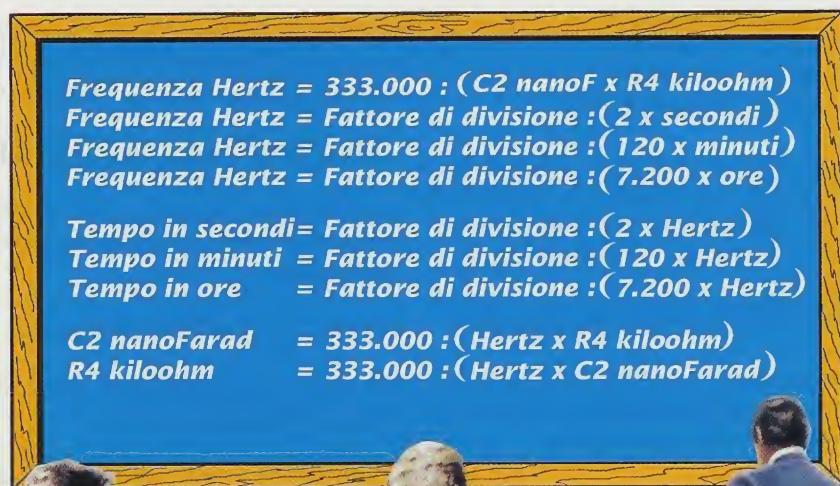 Frequenza Hertz = 333.000 : (C2 nanoF x R4 kiloohm)
Frequenza Hertz = Fattore di divisione : (2 x secondi)
Frequenza Hertz = Fattore di divisione : (120 x minuti)
Frequenza Hertz = Fattore di divisione : (7.200 x ore)
Tempo in secondi = Fattore di divisione : (2 x Hertz)
Tempo in minuti = Fattore di divisione : (120 x Hertz)
Tempo in ore = Fattore di divisione : (7.200 x Hertz)
C2 nanoFarad = 333.000 : (Hertz x R4 kiloohm)
R4 kiloohm = 333.000 : (Hertz x C2 nanoFarad)